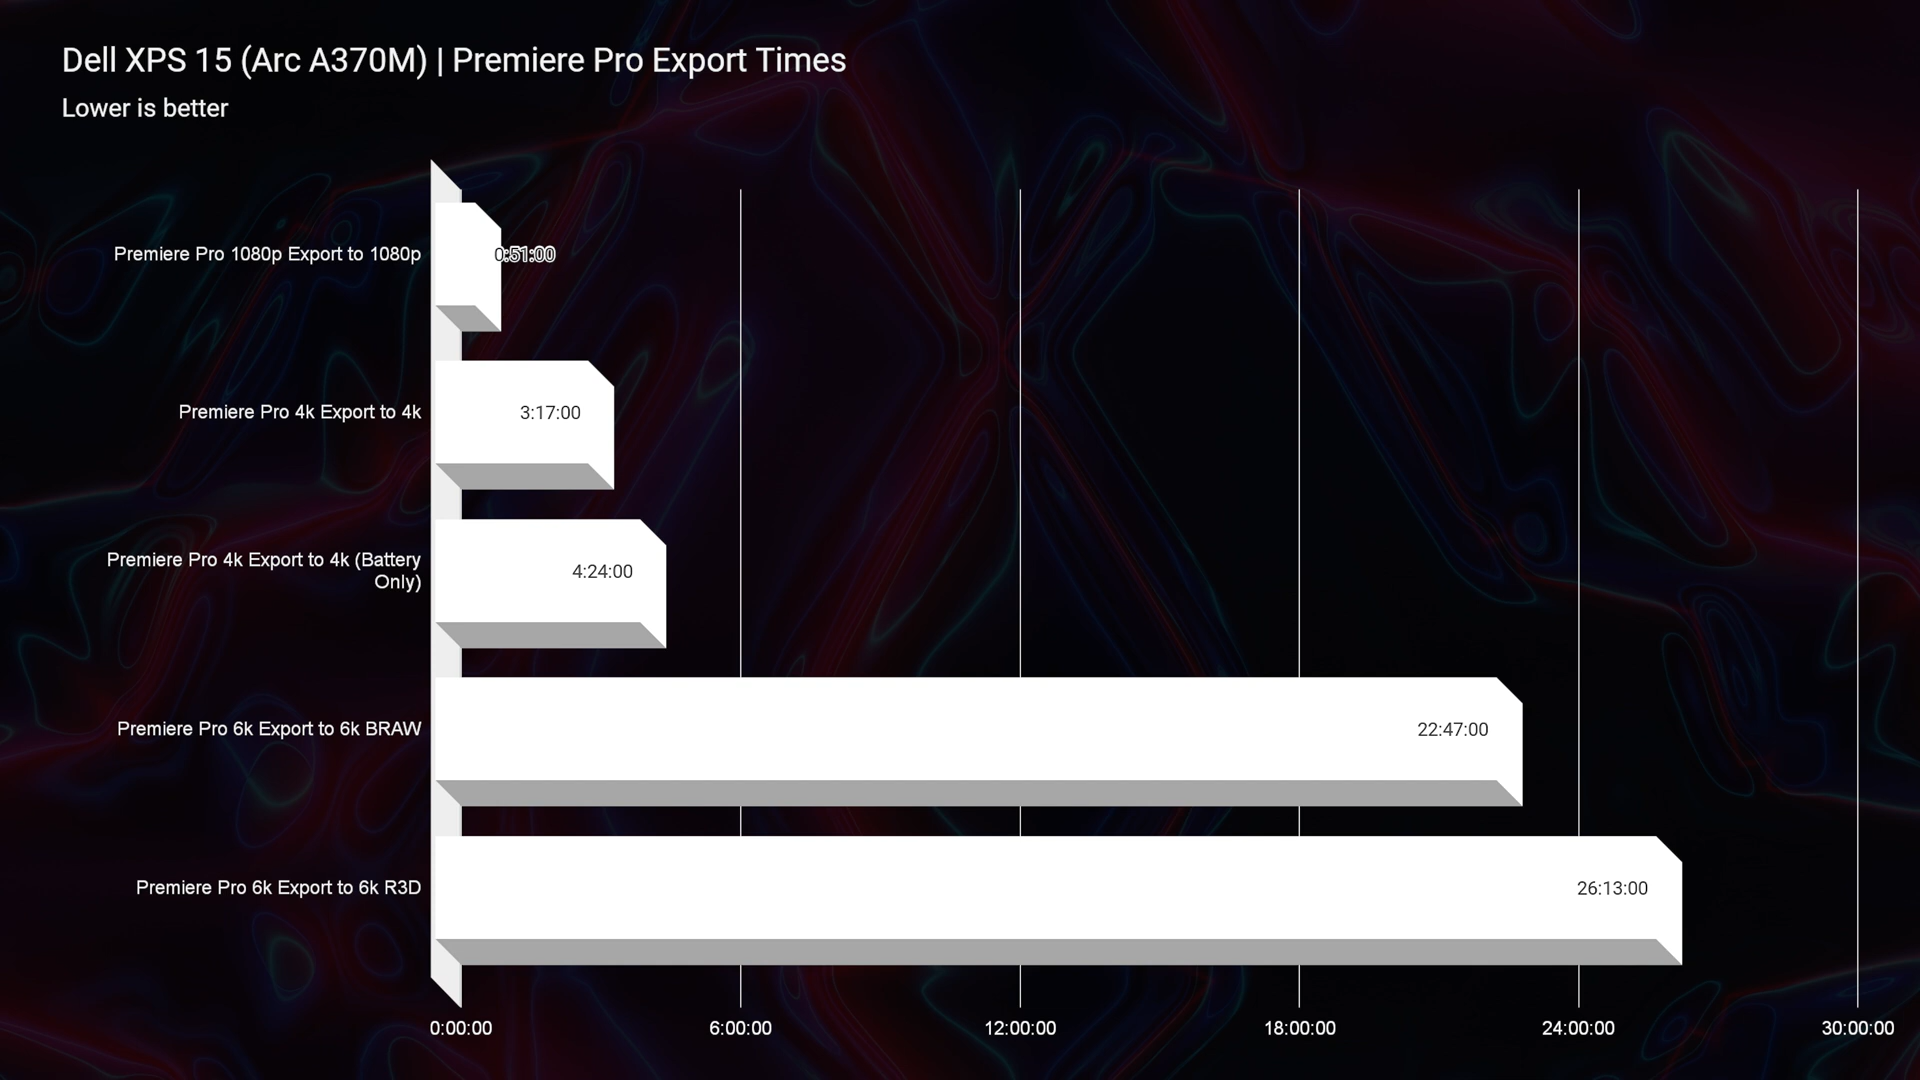 Dell XPS 15 (Arc A370M) | Premiere Pro Export Times
Lower is better
Premiere Pro 1080p Export to 1080p
0:51:00
Premiere Pro 4k Export to 4k
3:17:00
Premiere Pro 4k Export to 4k (Battery
Only)
4:24:00
Premiere Pro 6k Export to 6k BRAW
22:47:00
Premiere Pro 6k Export to 6k R3D
26:13:00
0:00:00
6:00:00
12:00:00
18:00:00
24:00:00
30:00:00